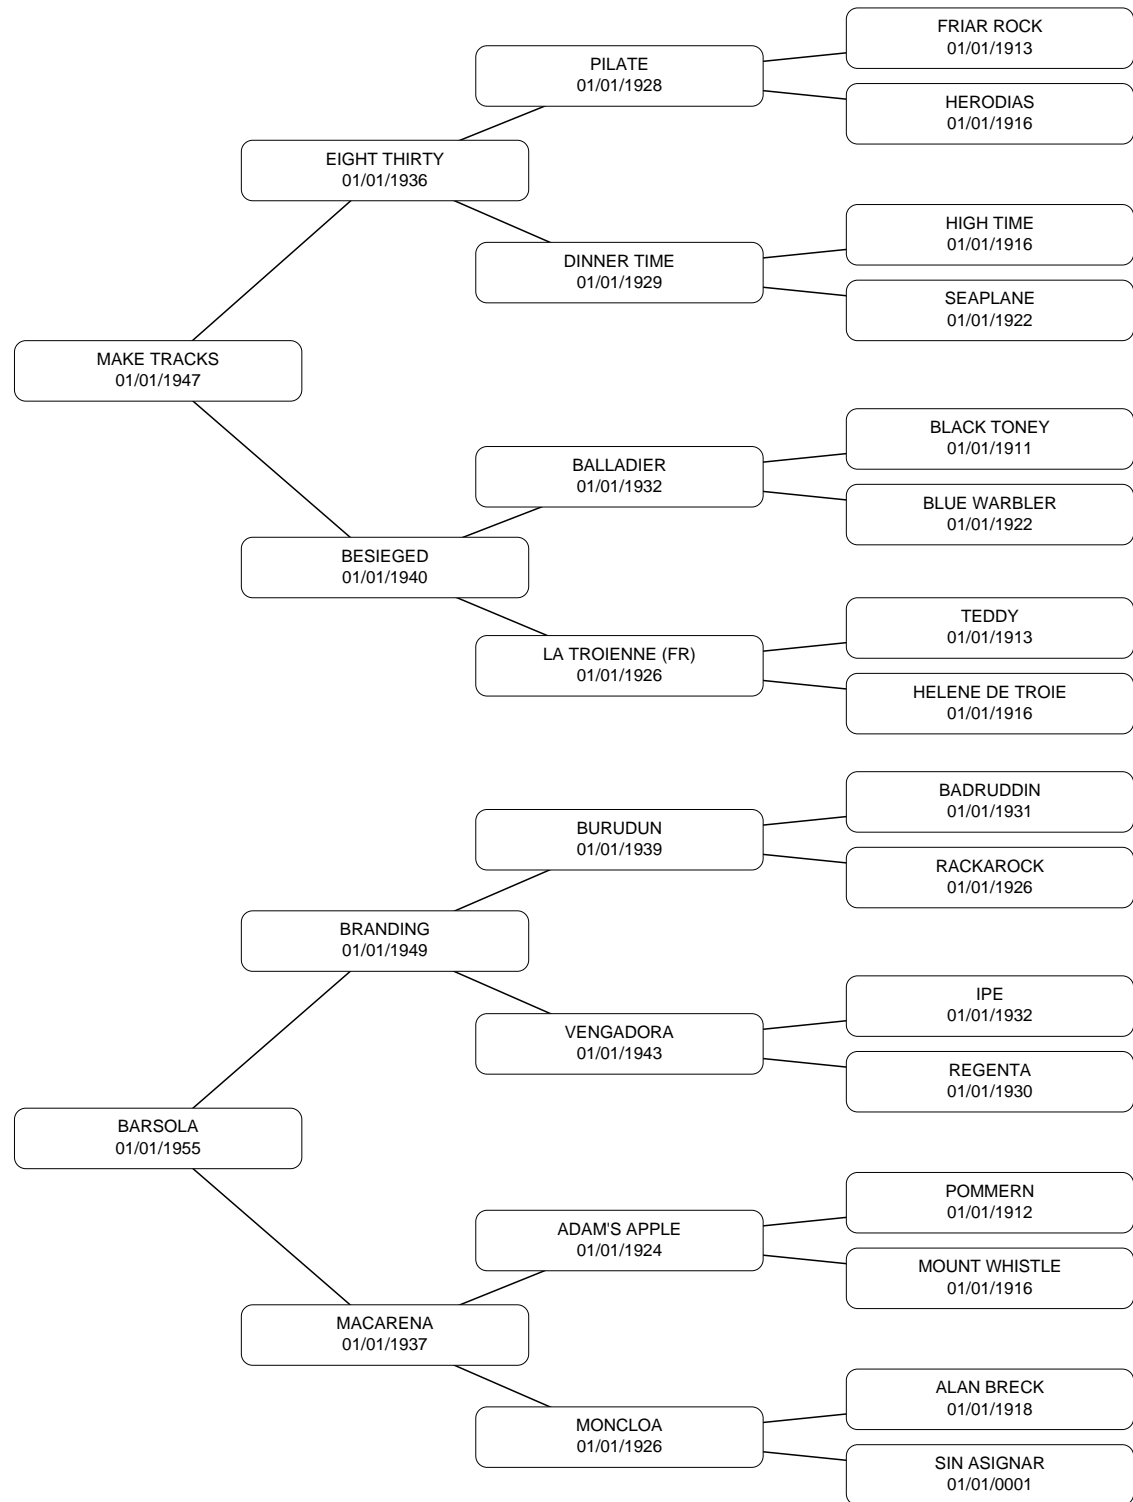 FRIAR ROCK
01/01/1913
PILATE
01/01/1928
HERODIAS
01/01/1916
EIGHT THIRTY
01/01/1936
HIGH TIME
01/01/1916
DINNER TIME
01/01/1929
SEAPLANE
01/01/1922
MAKE TRACKS
01/01/1947
BLACK TONEY
01/01/1911
BALLADIER
01/01/1932
BLUE WARBLER
01/01/1922
BESIEGED
01/01/1940
TEDDY
01/01/1913
LA TROIENNE (FR)
01/01/1926
HELENE DE TROIE
01/01/1916
BADRUDDIN
01/01/1931
BURUDUN
01/01/1939
RACKAROCK
01/01/1926
BRANDING
01/01/1949
IPE
01/01/1932
VENGADORA
01/01/1943
REGENTA
01/01/1930
BARSOLA
01/01/1955
POMMERN
01/01/1912
ADAM'S APPLE
01/01/1924
MOUNT WHISTLE
01/01/1916
MACARENA
01/01/1937
ALAN BRECK
01/01/1918
MONCLOA
01/01/1926
SIN ASIGNAR
01/01/0001